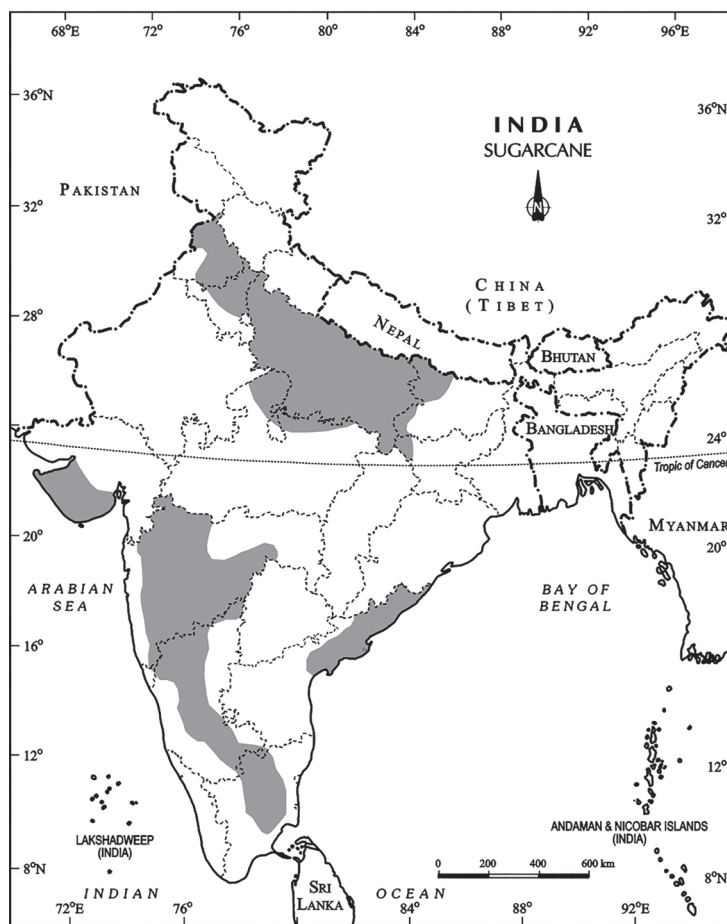 68°E 72° 76° 80° 84° 88° 92° 96°E
36°N 36°N
INDIA
SUGARCANE
N
PAKISTAN
32° 32°
CHINA
(TIBET)
28° 28°
NEPAL
BHUTAN
BANGLADESH
24°
Tropic of Cancer
MYANMAR
20° 20°
ARABIAN
SEA
BAY OF
BENGAL
16° 16°
12° 12°
LAKSHADWEEP
(INDIA)
ANDAMAN & NICOBAR ISLANDS
(INDIA)
0 200 400 600 km
8°N 8°N
SRI
LANKA
INDIAN OCEAN
72°E 76° 84° 92°E